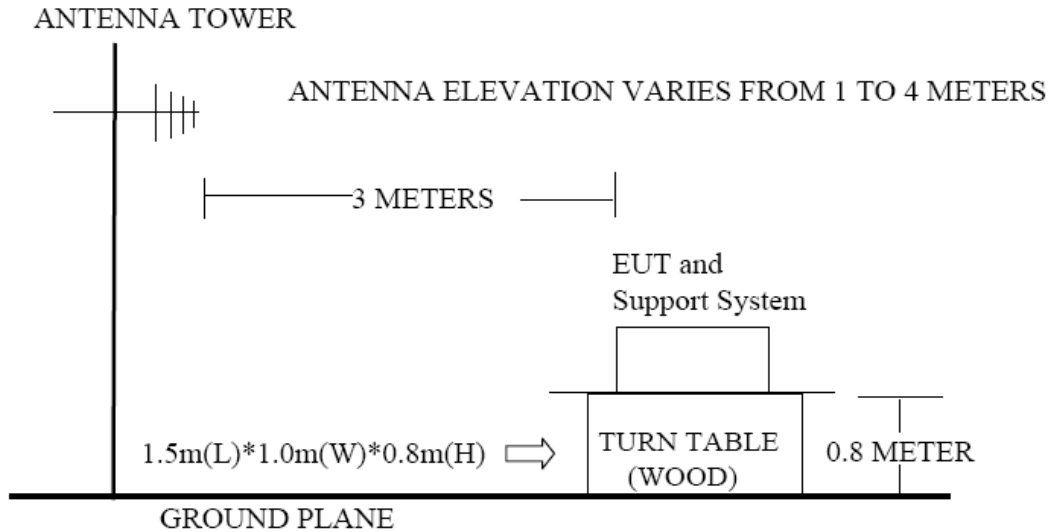 ANTENNA TOWER
ANTENNA ELEVATION VARIES FROM 1 TO 4 METERS
3 METERS
EUT and
Support System
1.5m(L)*1.0m(W)*0.8m(H)
TURN TABLE
(WOOD)
0.8 METER
GROUND PLANE